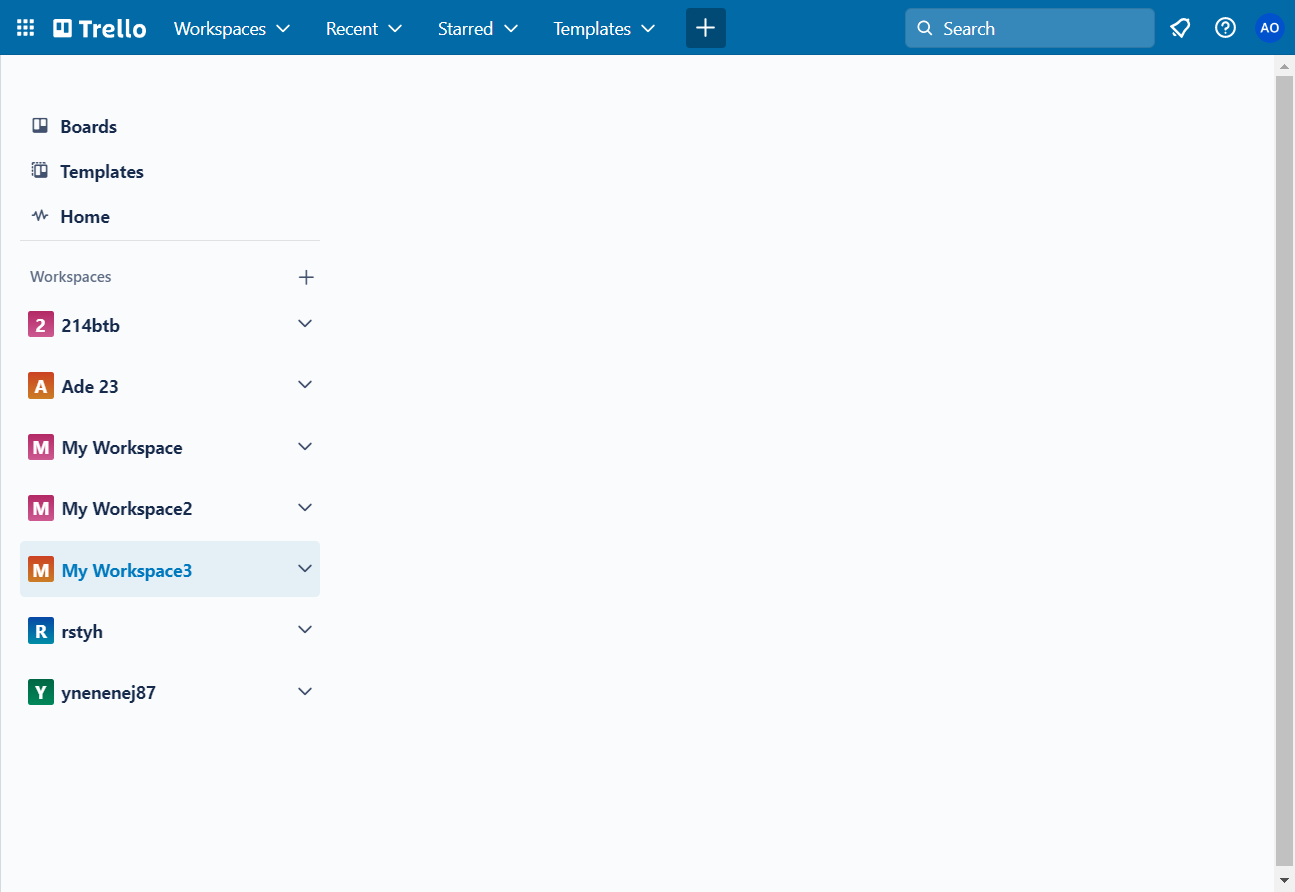 Trello
Workspaces
Recent
Starred
Templates
Search
AO
Boards
Templates
Home
Workspaces
2 214btb
A Ade 23
M My Workspace
M My Workspace2
M My Workspace3
R rstyh
Y ynenenej87